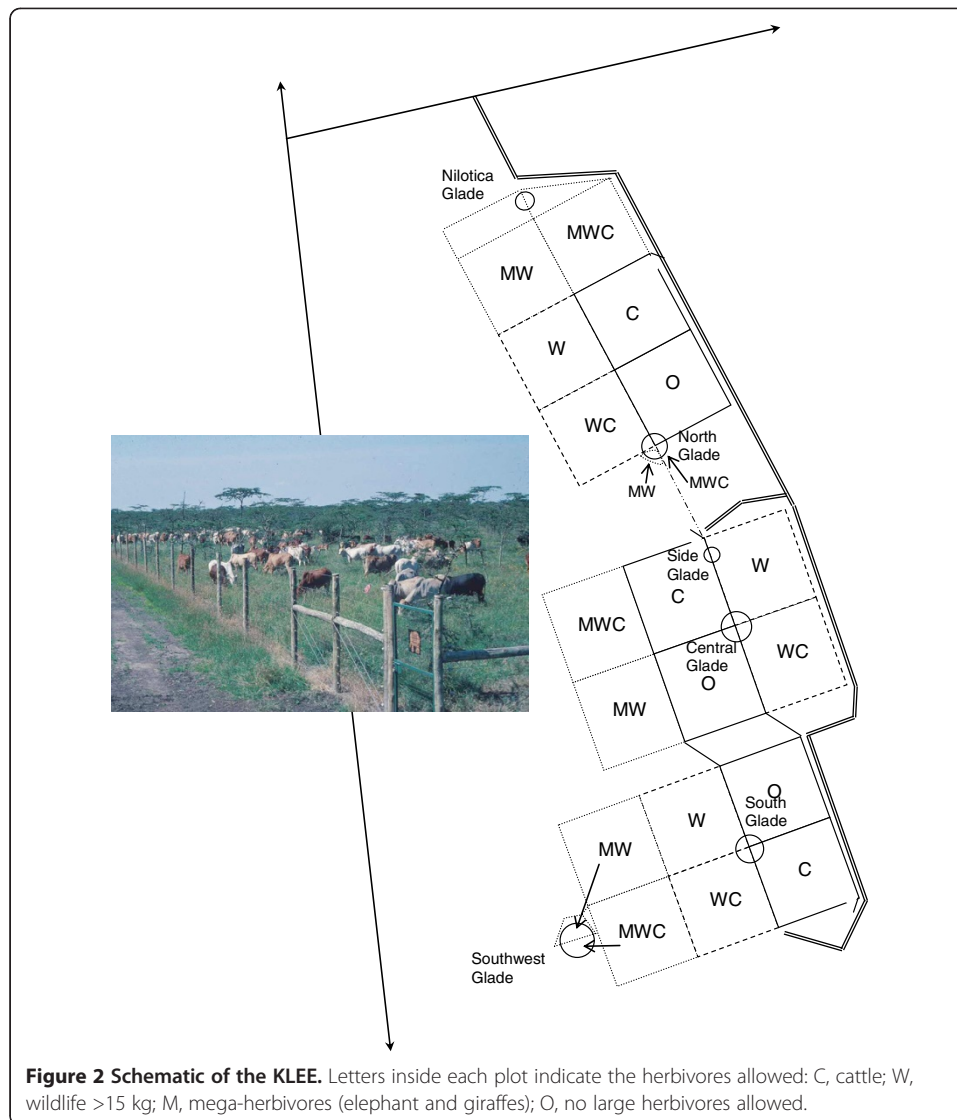 Nilotica
Glade
MWC
MW
C
W
O
WC
North
Glade
MW
MWC
Side
Glade
W
C
MWC
Central
Glade
WC
O
MW
O
South
Glade
W
MW
C
WC
MWC
Southwest
Glade
Figure 2 Schematic of the KLEE. Letters inside each plot indicate the herbivores allowed: C, cattle; W,
wildlife >15 kg; M, mega-herbivores (elephant and giraffes); O, no large herbivores allowed.